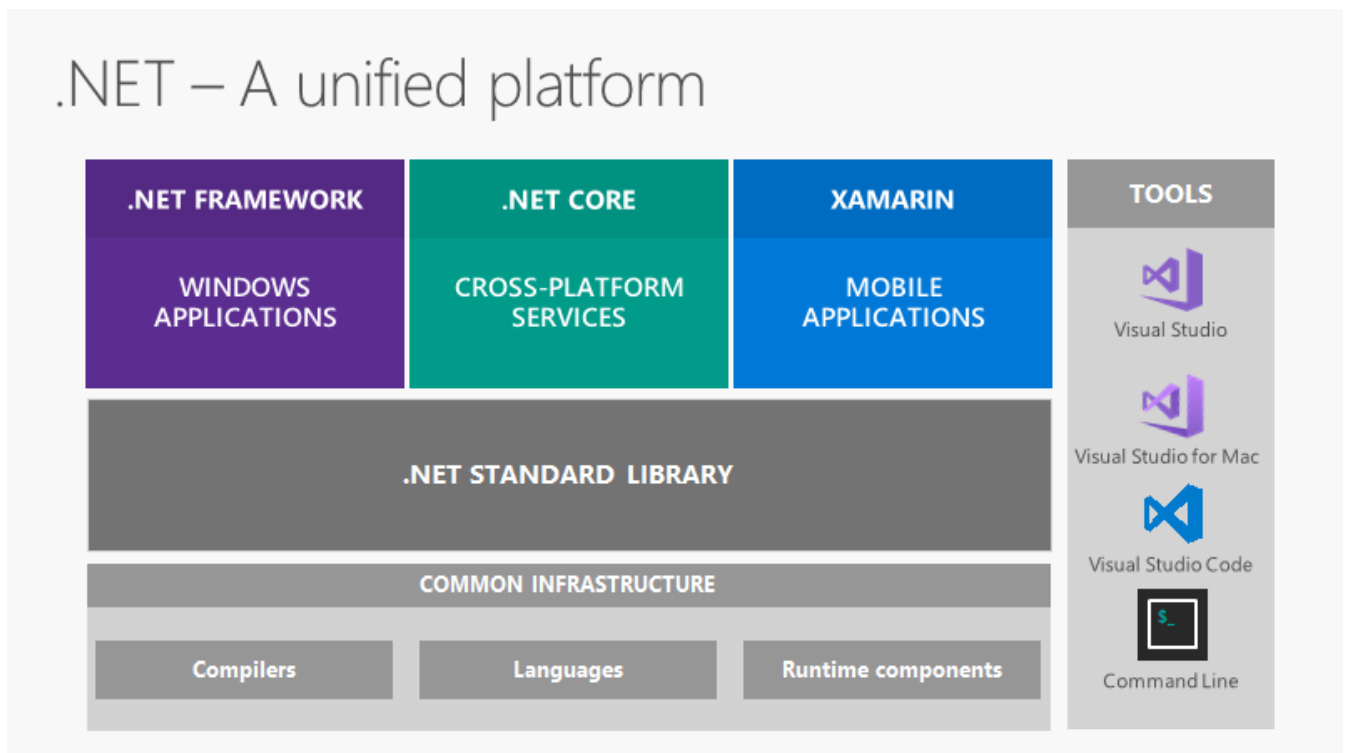 .NET – A unified platform
.NET FRAMEWORK
WINDOWS
APPLICATIONS
.NET CORE
CROSS-PLATFORM
SERVICES
XAMARIN
MOBILE
APPLICATIONS
.NET STANDARD LIBRARY
COMMON INFRASTRUCTURE
Compilers
Languages
Runtime components
TOOLS
Visual Studio
Visual Studio for Mac
Visual Studio Code
$_
Command Line